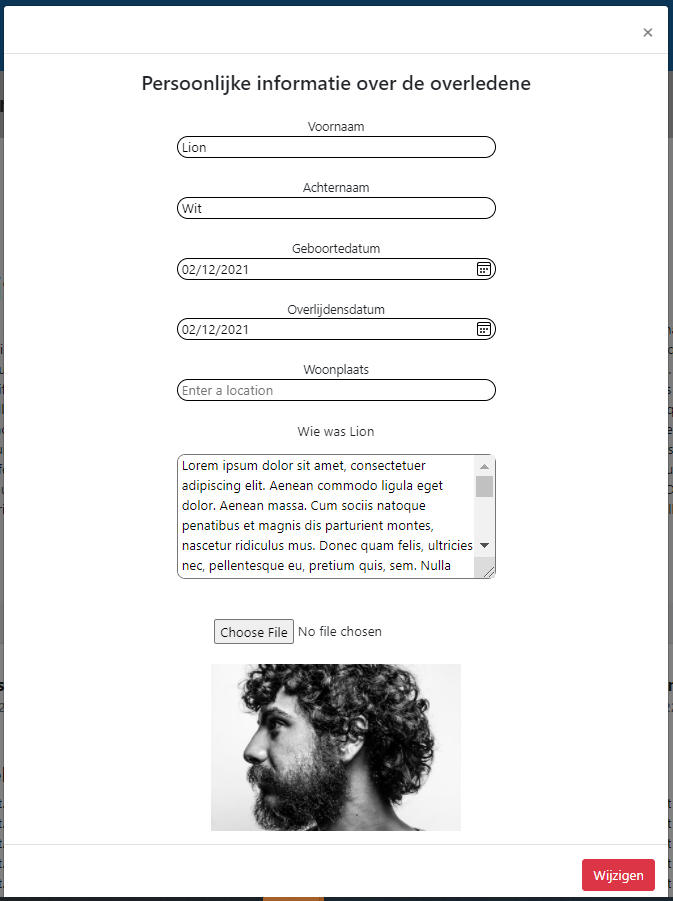 ×
Persoonlijke informatie over de overledene
Voornaam
Lion
Achternaam
Wit
Geboortedatum
02/12/2021
Overlijdensdatum
02/12/2021
Woonplaats
Enter a location
Wie was Lion
Lorem ipsum dolor sit amet, consectetuer
adipiscing elit. Aenean commodo ligula eget
dolor. Aenean massa. Cum sociis natoque
penatibus et magnis dis parturient montes,
nascetur ridiculus mus. Donec quam felis, ultricies
nec, pellentesque eu, pretium quis, sem. Nulla
Choose File No file chosen
Wijzigen